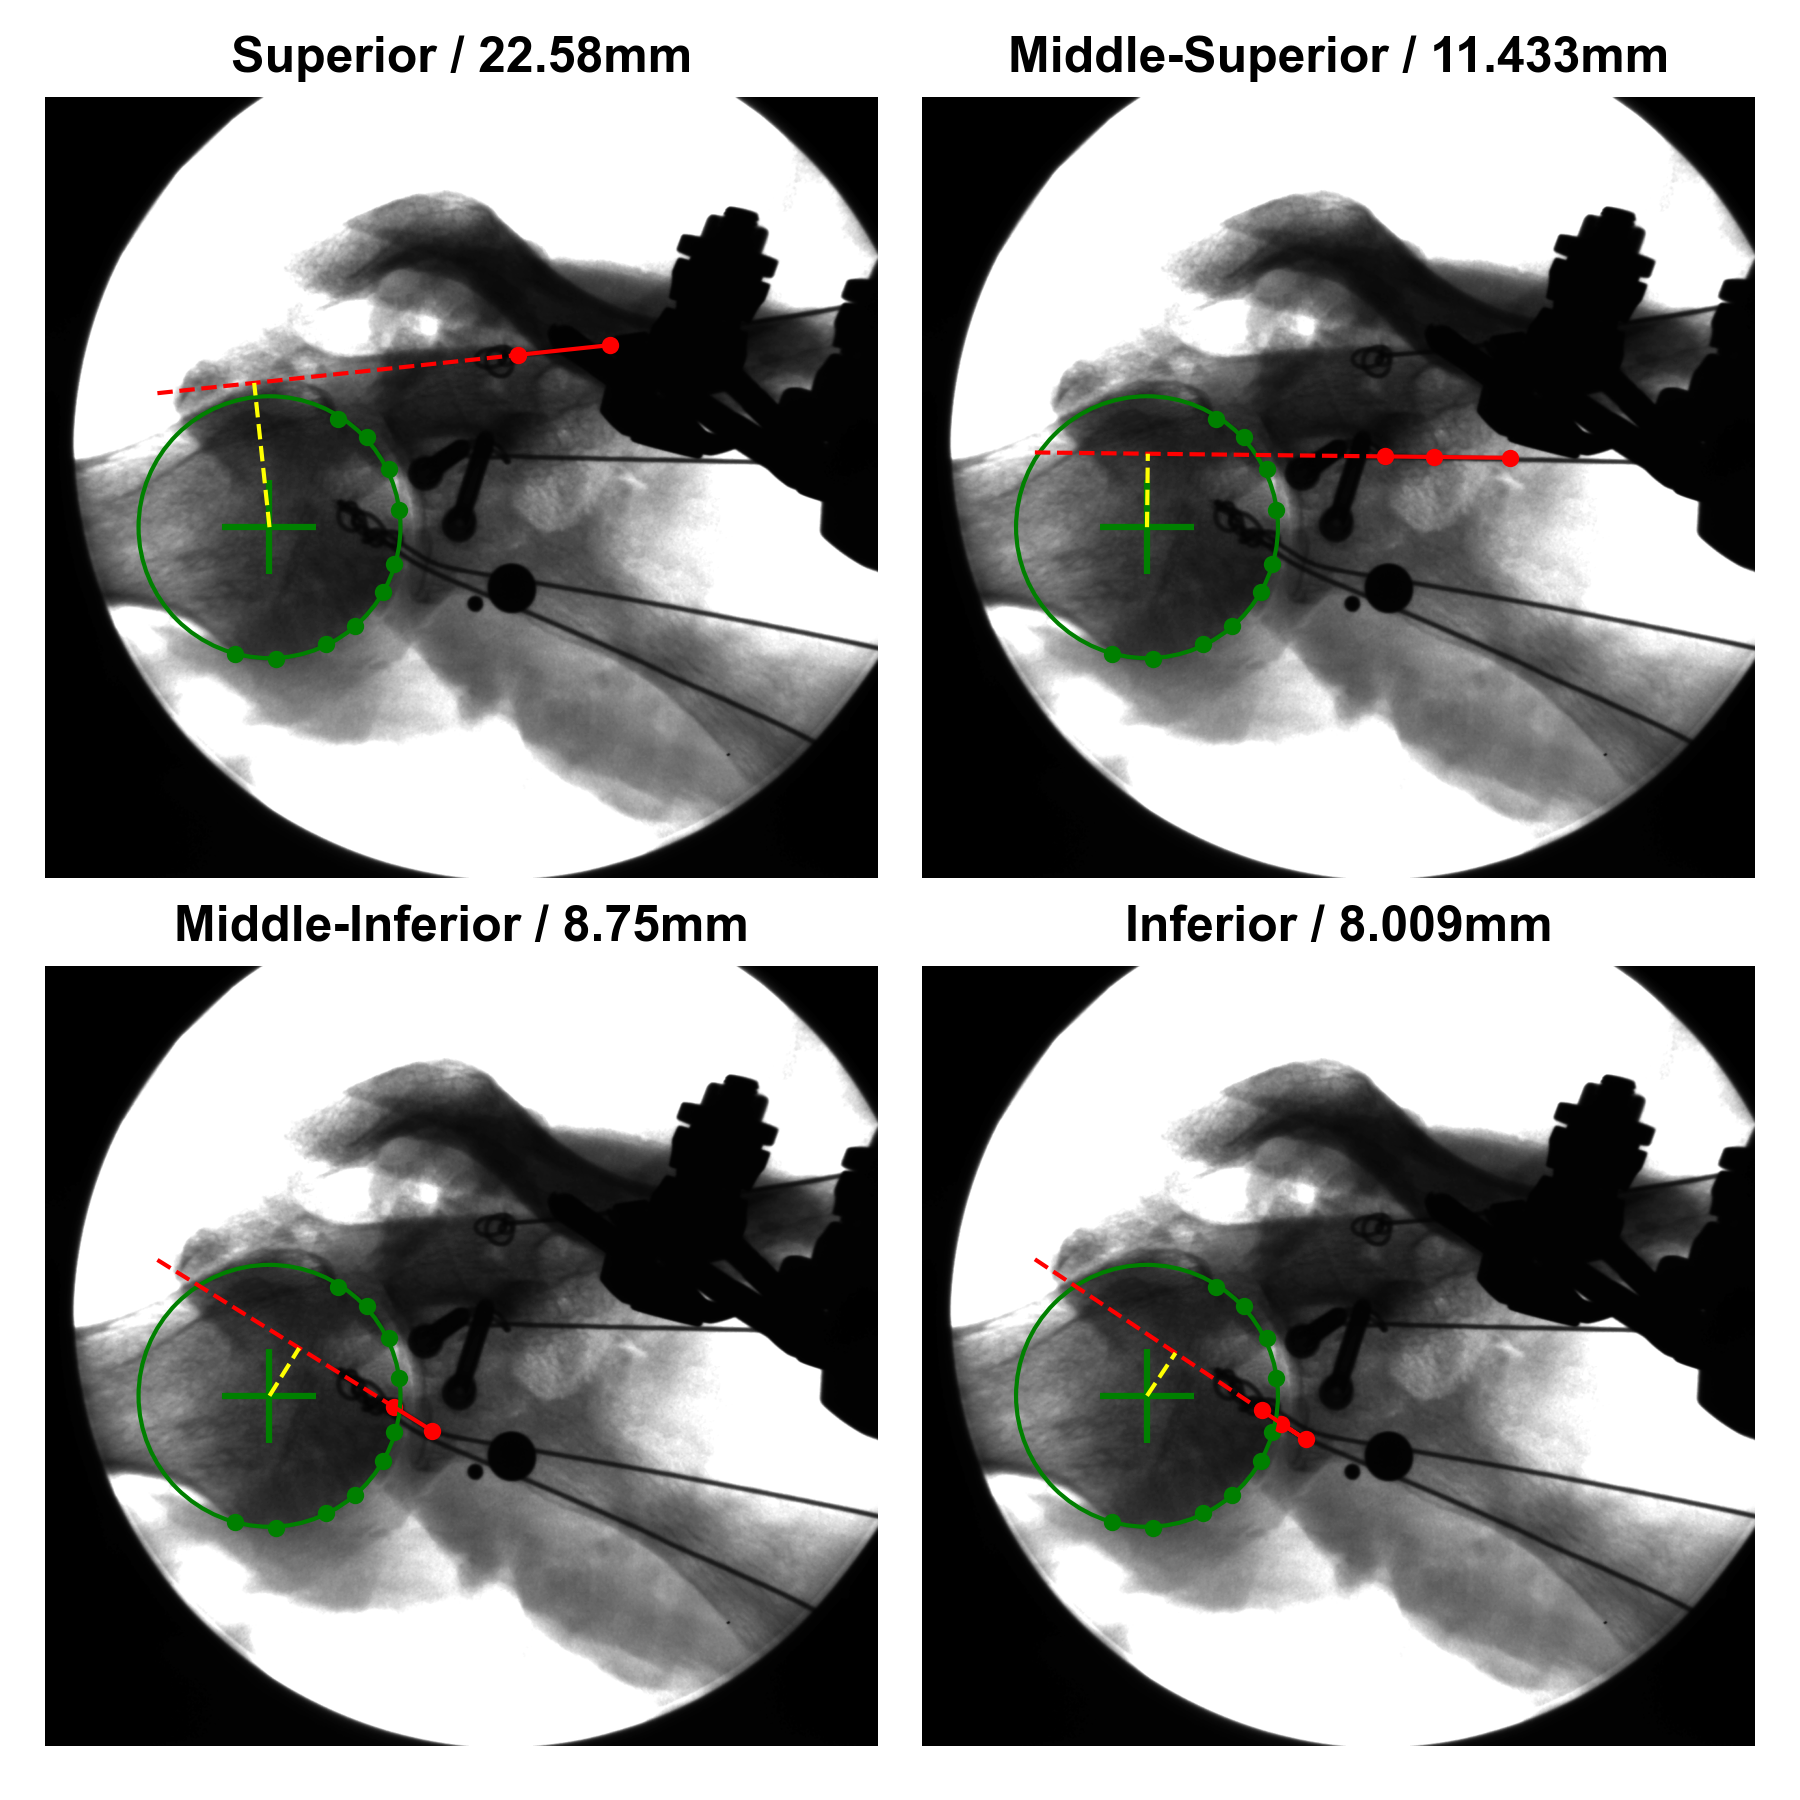 Superior / 22.58mm
Middle-Superior / 11.433mm
Middle-Inferior / 8.75mm
Inferior / 8.009mm